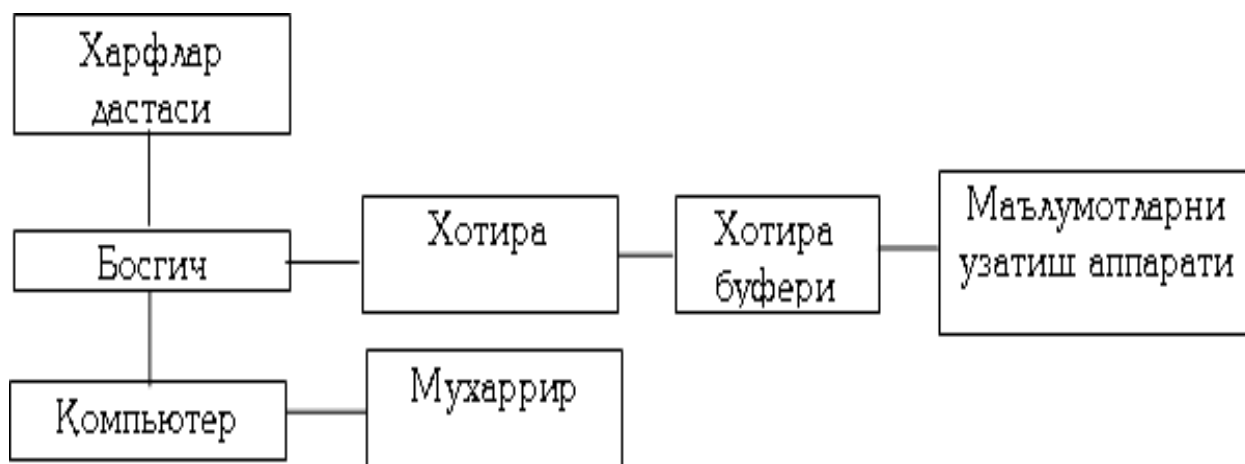 Харфлар
дастаси
Босгич
Хотира
Хотира
буфери
Маълумотларни
узатиш аппарати
Қомпьютер
Мухаррир